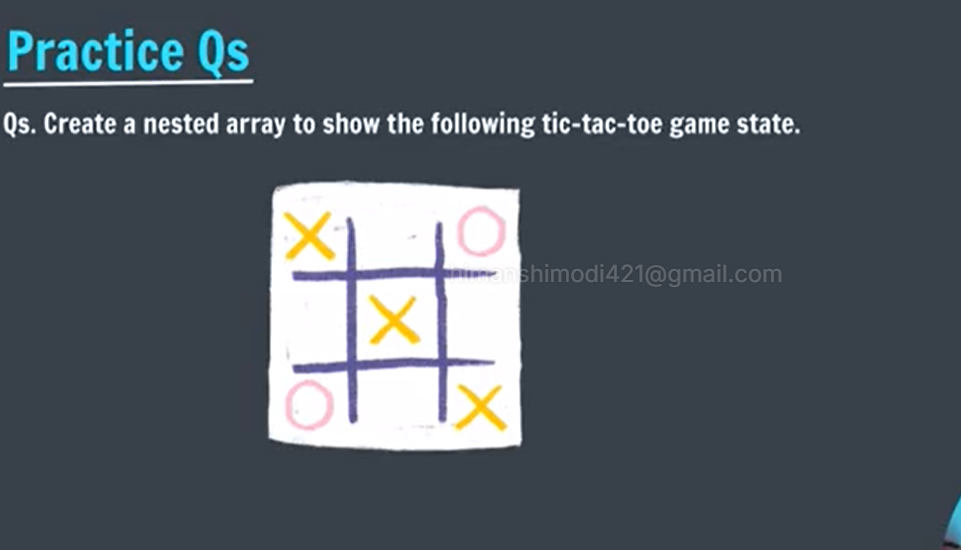 Practice Qs
Qs. Create a nested array to show the following tic-tac-toe game state.
X O
himanshimodi421@gmail.com
X
O X